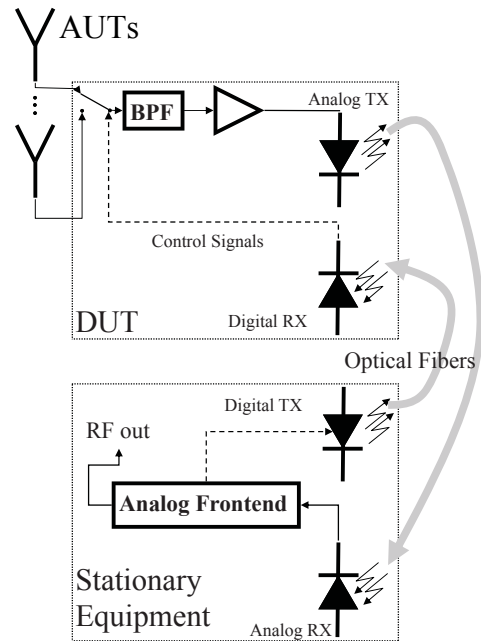 AUTs
Analog TX
BPF
Control Signals
DUT
Digital RX
Optical Fibers
Digital TX
RF out
Analog Frontend
Stationary
Equipment
Analog RX